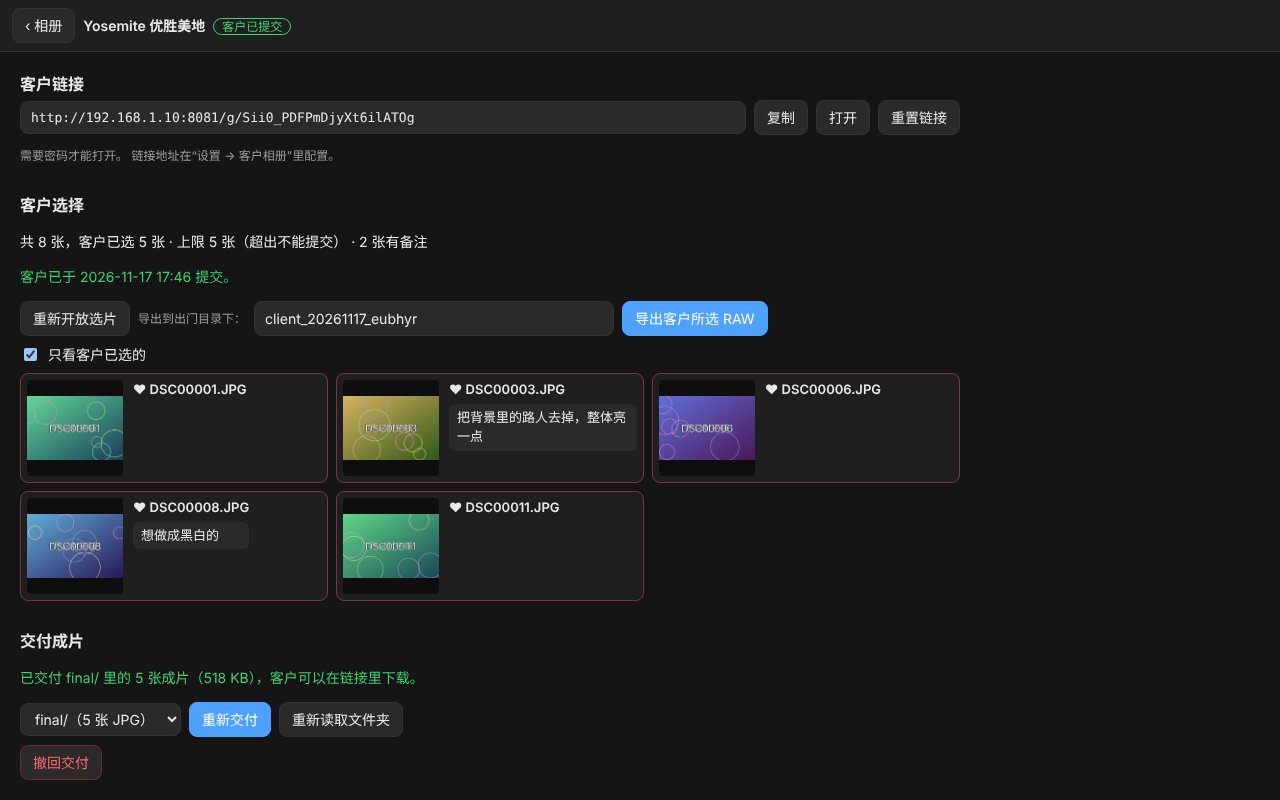 ‹ 相册 Yosemite 优胜美地 客户已提交
客户链接
http://192.168.1.10:8081/g/Sii0_PDFPmDjyXt6ilATOg 复制 打开 重置链接
需要密码才能打开。 链接地址在“设置 → 客户相册”里配置。
客户选择
共 8 张，客户已选 5 张 · 上限 5 张（超出不能提交） · 2 张有备注
客户已于 2026-11-17 17:46 提交。
重新开放选片 导出到出门目录下： client_20261117_eubhyr 导出客户所选 RAW
只看客户已选的
♥ DSC00001.JPG
♥ DSC00003.JPG
把背景里的路人去掉，整体亮
一点
♥ DSC00006.JPG
♥ DSC00008.JPG
想做成黑白的
♥ DSC00011.JPG
交付成片
已交付 final/ 里的 5 张成片（518 KB），客户可以在链接里下载。
final/（5 张 JPG） 重新交付 重新读取文件夹
撤回交付